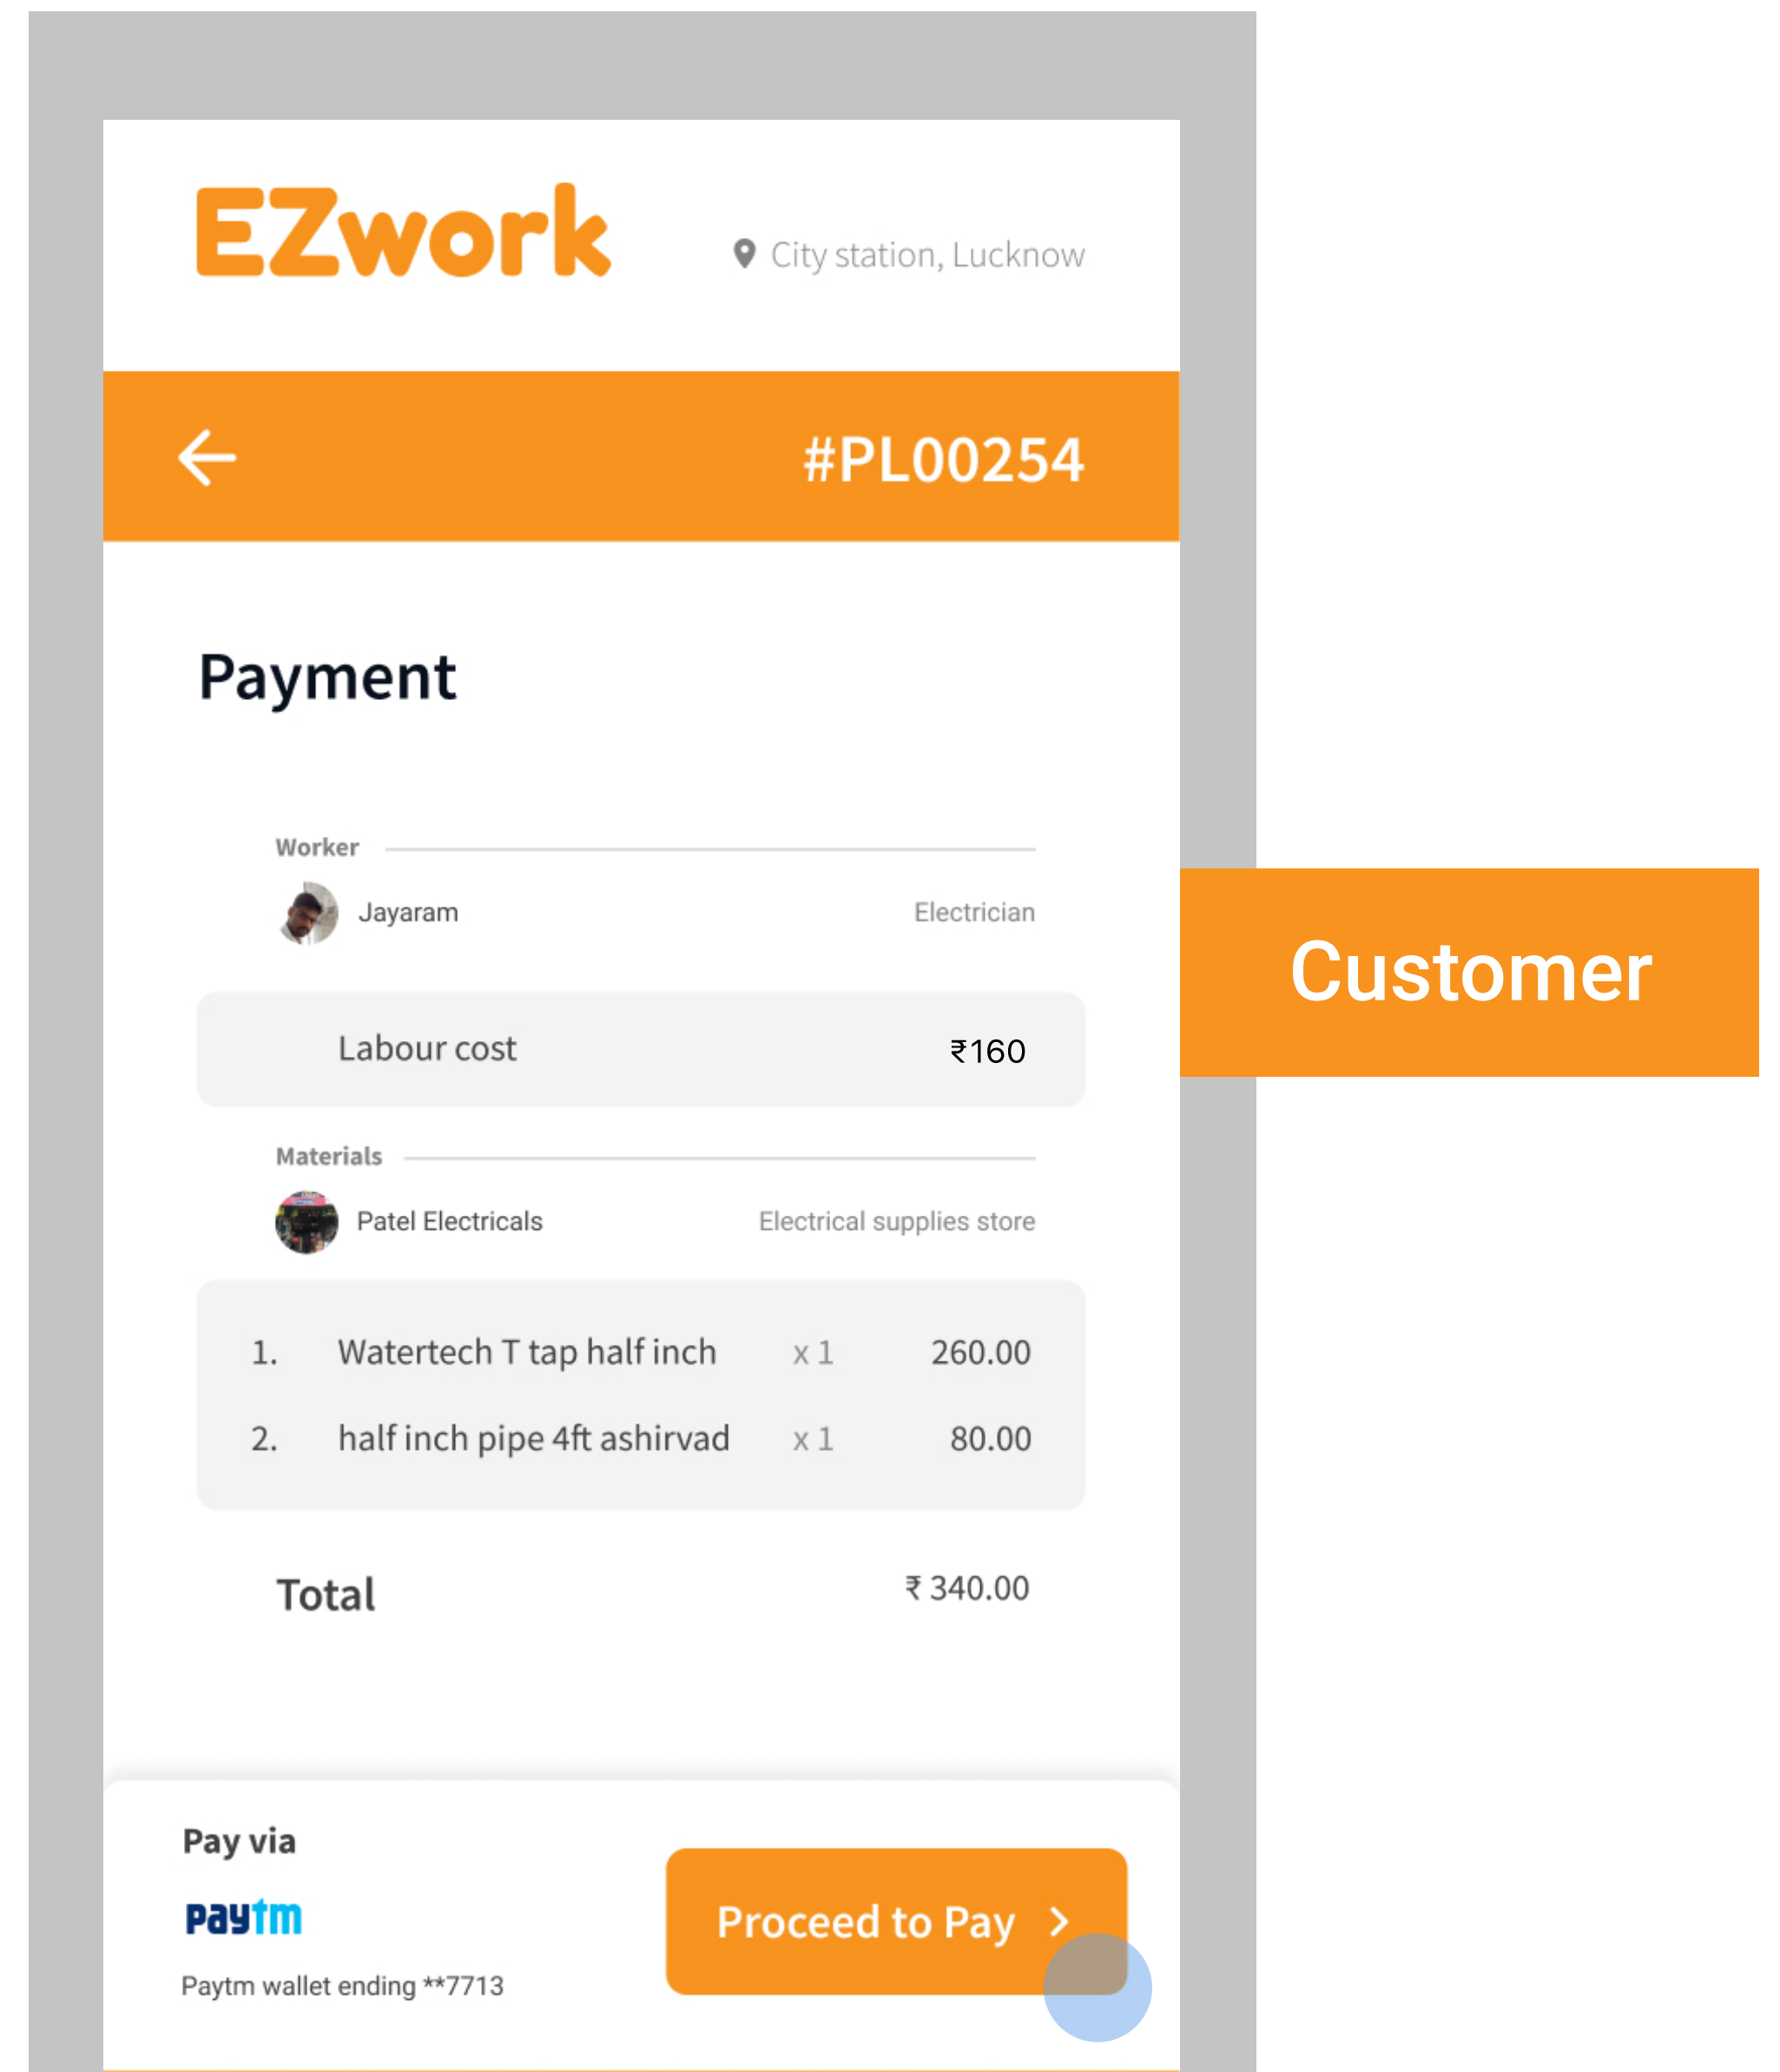 EZwork
City station, Lucknow
#PL00254
Payment
Worker
Jayaram Electrician
Customer
Labour cost ₹160
Materials
Patel Electricals Electrical supplies store
1. Watertech T tap half inch x 1 260.00
2. half inch pipe 4ft ashirvad x 1 80.00
Total ₹ 340.00
Pay via
paytm
Proceed to Pay
Paytm wallet ending **7713